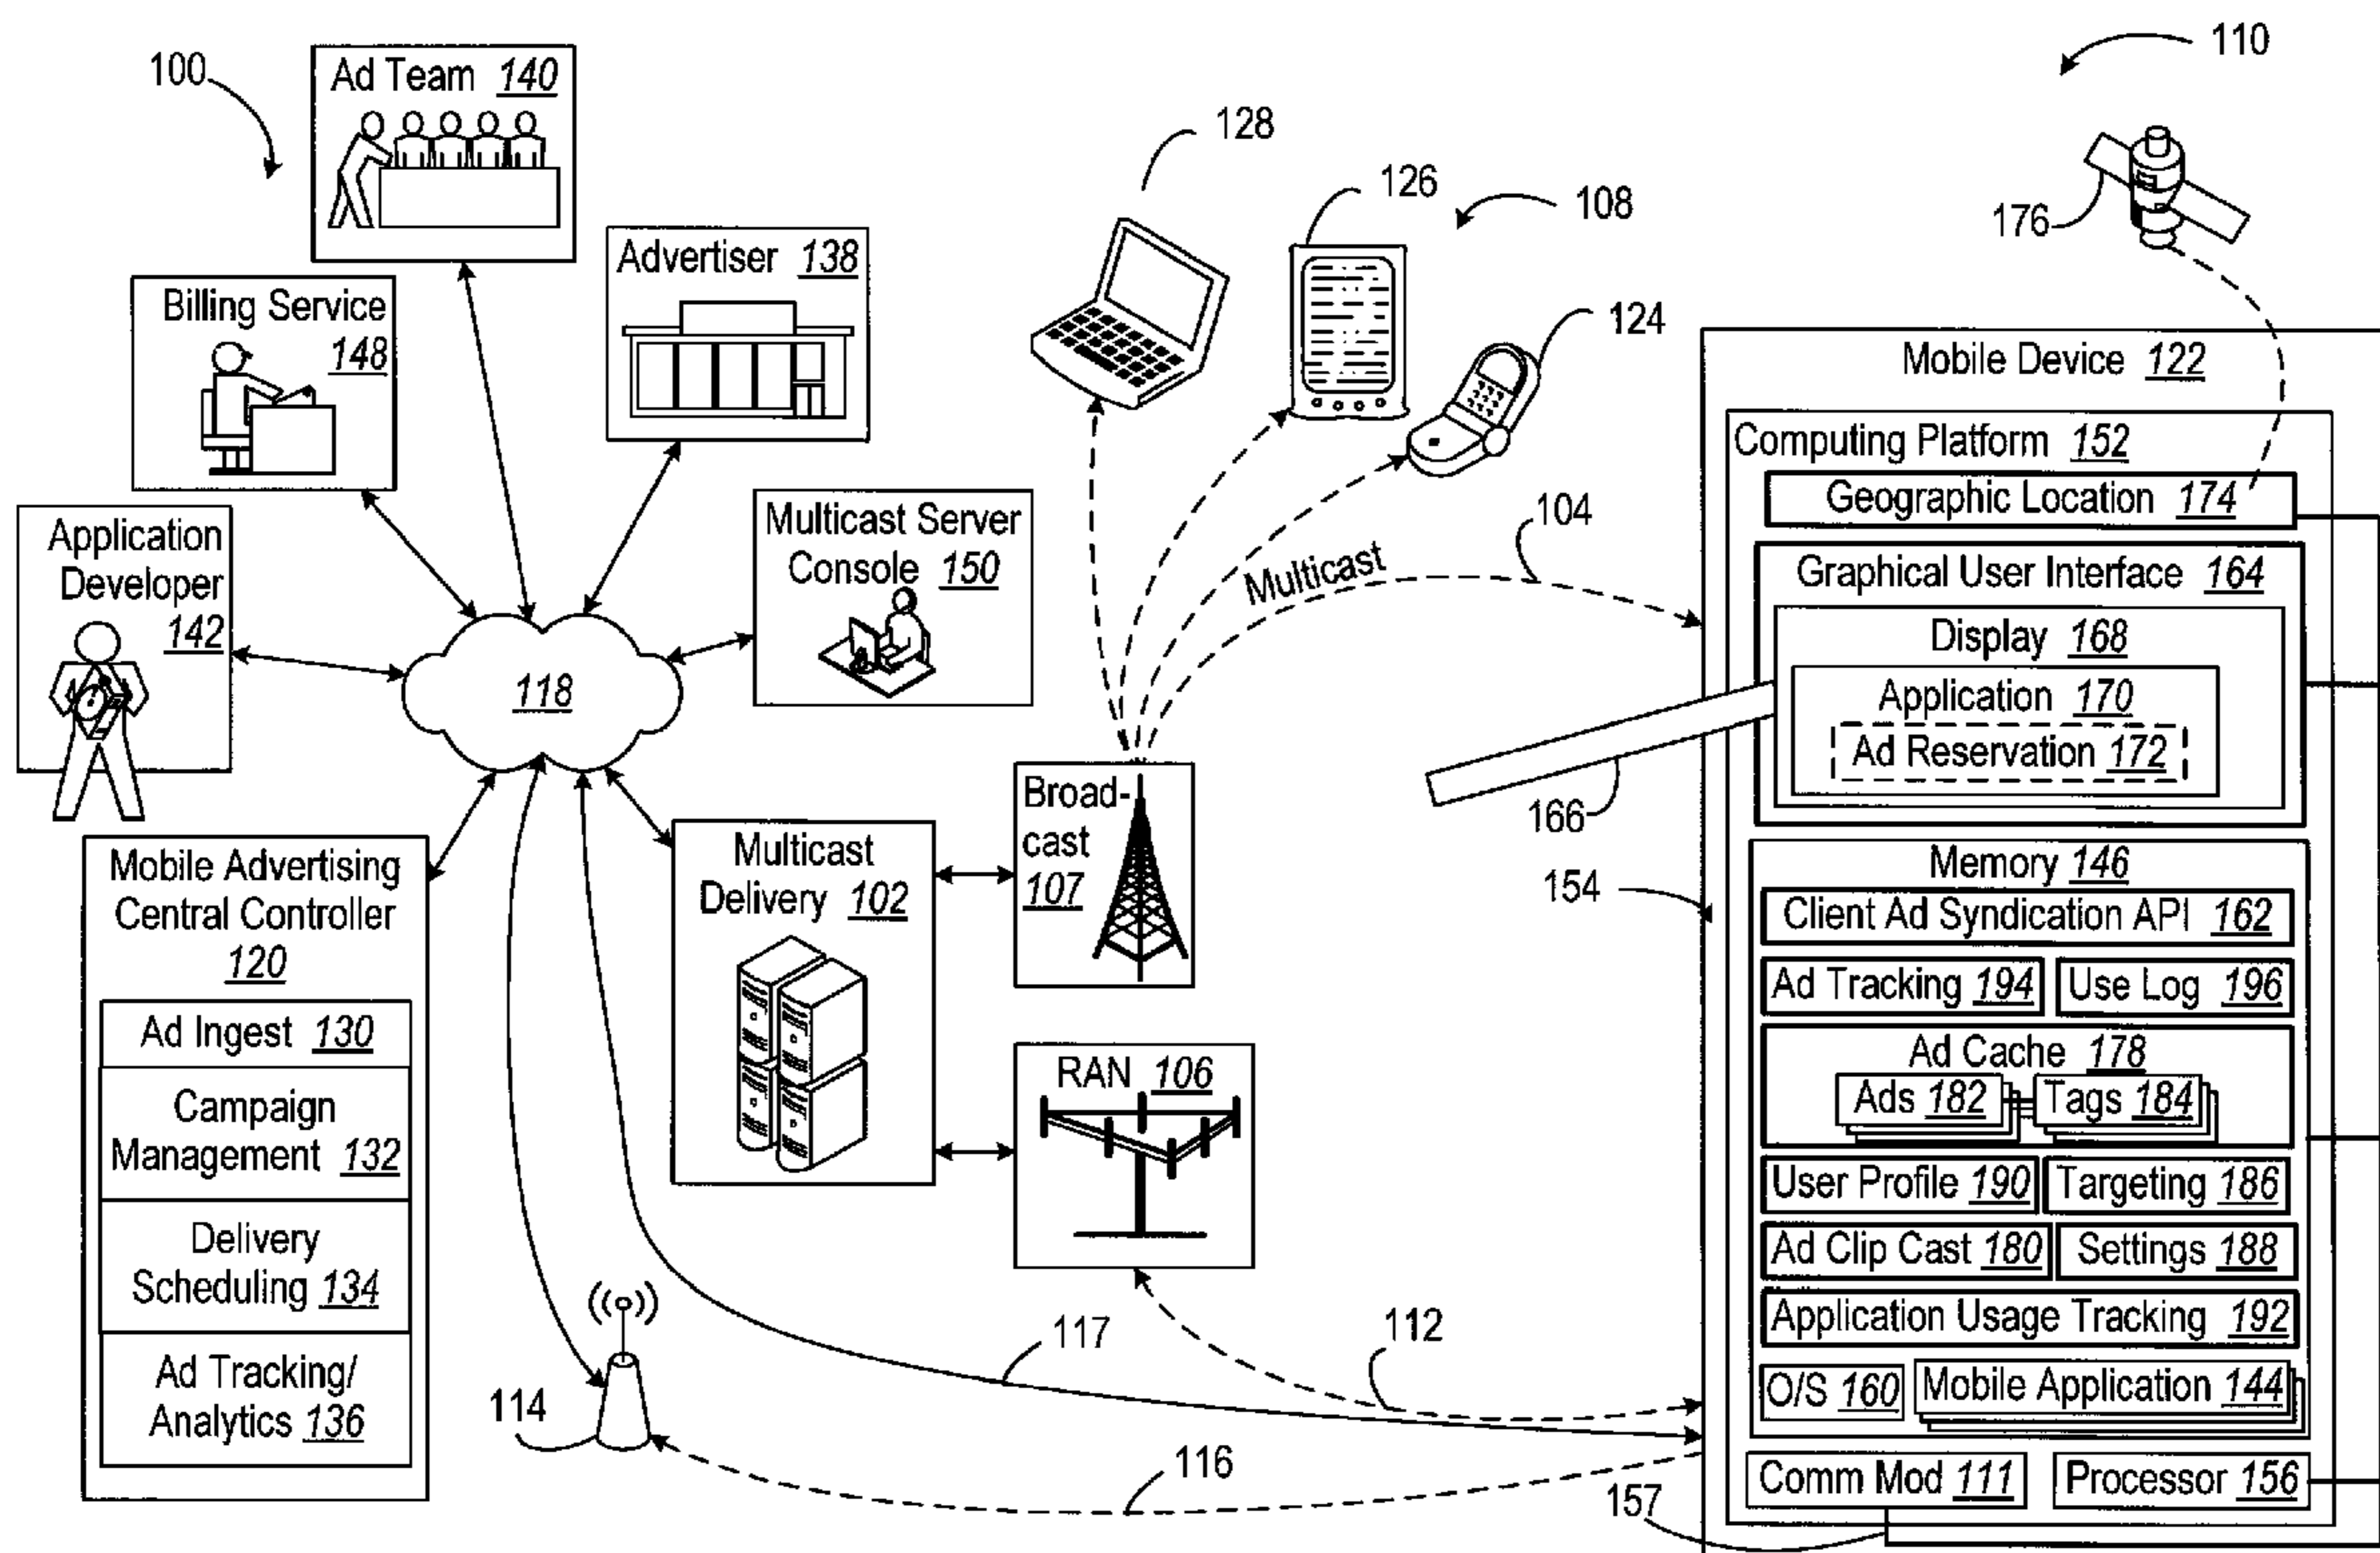 100
Ad Team 140
Billing Service
148
Advertiser 138
Application
Developer
142
Multicast Server
Console 150
118
Mobile Advertising
Central Controller
120
Ad Ingest 130
Campaign
Management 132
Delivery
Scheduling 134
Ad Tracking/
Analytics 136
Multicast
Delivery 102
Broad-
cast
107
RAN 106
114
116
117
112
128
126
108
124
Multicast
104
166
154
157
110
176
Mobile Device 122
Computing Platform 152
Geographic Location 174
Graphical User Interface 164
Display 168
Application 170
Ad Reservation 172
Memory 146
Client Ad Syndication API 162
Ad Tracking 194
Use Log 196
Ad Cache 178
Ads 182
Tags 184
User Profile 190
Targeting 186
Ad Clip Cast 180
Settings 188
Application Usage Tracking 192
O/S 160
Mobile Application 144
Comm Mod 111
Processor 156